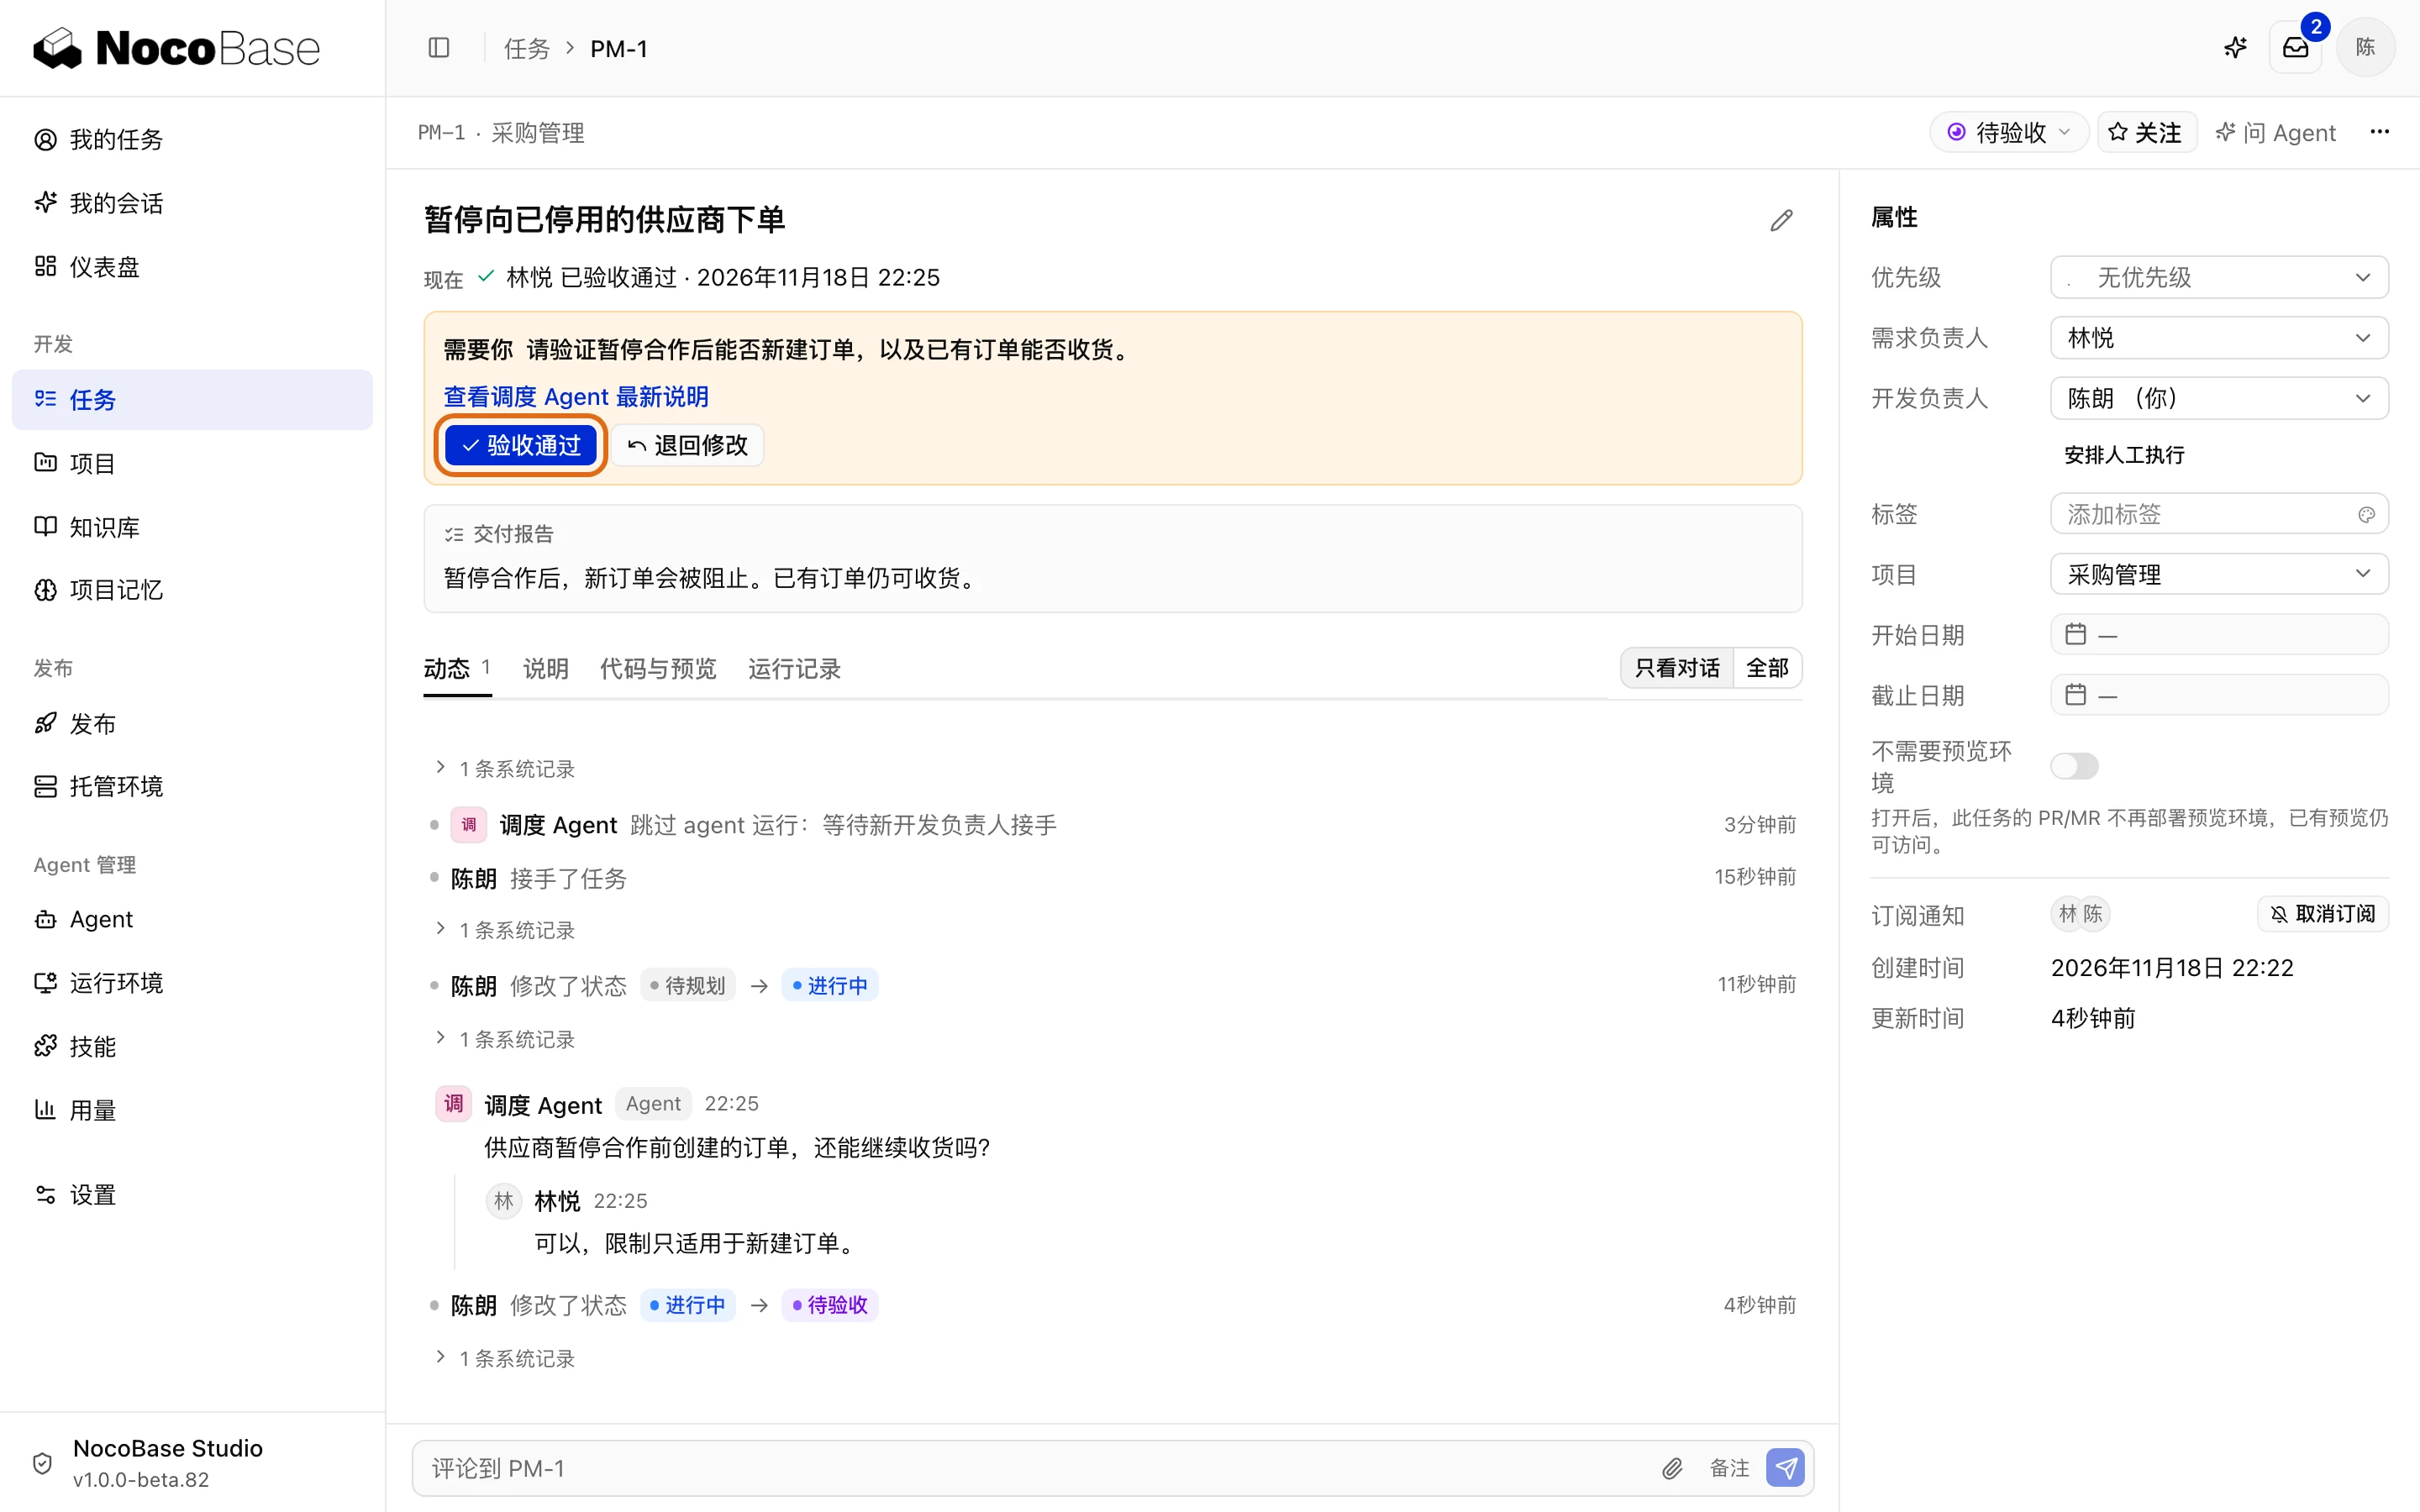 NocoBase
任务 > PM-1
2
陈
我的任务
我的会话
仪表盘
开发
任务
项目
知识库
项目记忆
发布
发布
托管环境
Agent 管理
Agent
运行环境
技能
用量
设置
NocoBase Studio
v1.0.0-beta.82
PM-1 · 采购管理
待验收
关注
问 Agent
暂停向已停用的供应商下单
现在 林悦 已验收通过 · 2026年11月18日 22:25
需要你 请验证暂停合作后能否新建订单，以及已有订单能否收货。
查看调度 Agent 最新说明
验收通过
退回修改
交付报告
暂停合作后，新订单会被阻止。已有订单仍可收货。
动态 1 说明 代码与预览 运行记录
只看对话 全部
1 条系统记录
调 调度 Agent 跳过 agent 运行：等待新开发负责人接手 3分钟前
陈朗 接手了任务 15秒钟前
1 条系统记录
陈朗 修改了状态 待规划 → 进行中 11秒钟前
1 条系统记录
调 调度 Agent Agent 22:25
供应商暂停合作前创建的订单，还能继续收货吗？
林 林悦 22:25
可以，限制只适用于新建订单。
陈朗 修改了状态 进行中 → 待验收 4秒钟前
1 条系统记录
评论到 PM-1
备注
属性
优先级 无优先级
需求负责人 林悦
开发负责人 陈朗 （你）
安排人工执行
标签 添加标签
项目 采购管理
开始日期 —
截止日期 —
不需要预览环
境
打开后，此任务的 PR/MR 不再部署预览环境，已有预览仍
可访问。
订阅通知 林 陈 取消订阅
创建时间 2026年11月18日 22:22
更新时间 4秒钟前